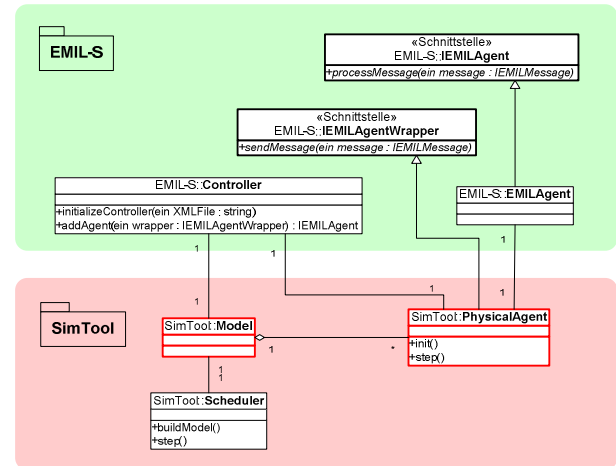 EMIL-S
«Schnittstelle»
EMIL-S::IEMILAgent
+processMessage(ein message : IEMILMessage)
«Schnittstelle»
EMIL-S::IEMILAgentWrapper
+sendMessage(ein message : IEMILMessage)
EMIL-S::Controller
+initializeController(ein XMLFile : string)
+addAgent(ein wrapper : IEMILAgentWrapper) : IEMILAgent
EMIL-S::EMILAgent
1
1
1
1
1
1
SimTool
SimTool::Model
SimTool::PhysicalAgent
+init()
+step()
1
*
1
1
SimTool::Scheduler
+buildModel()
+step()